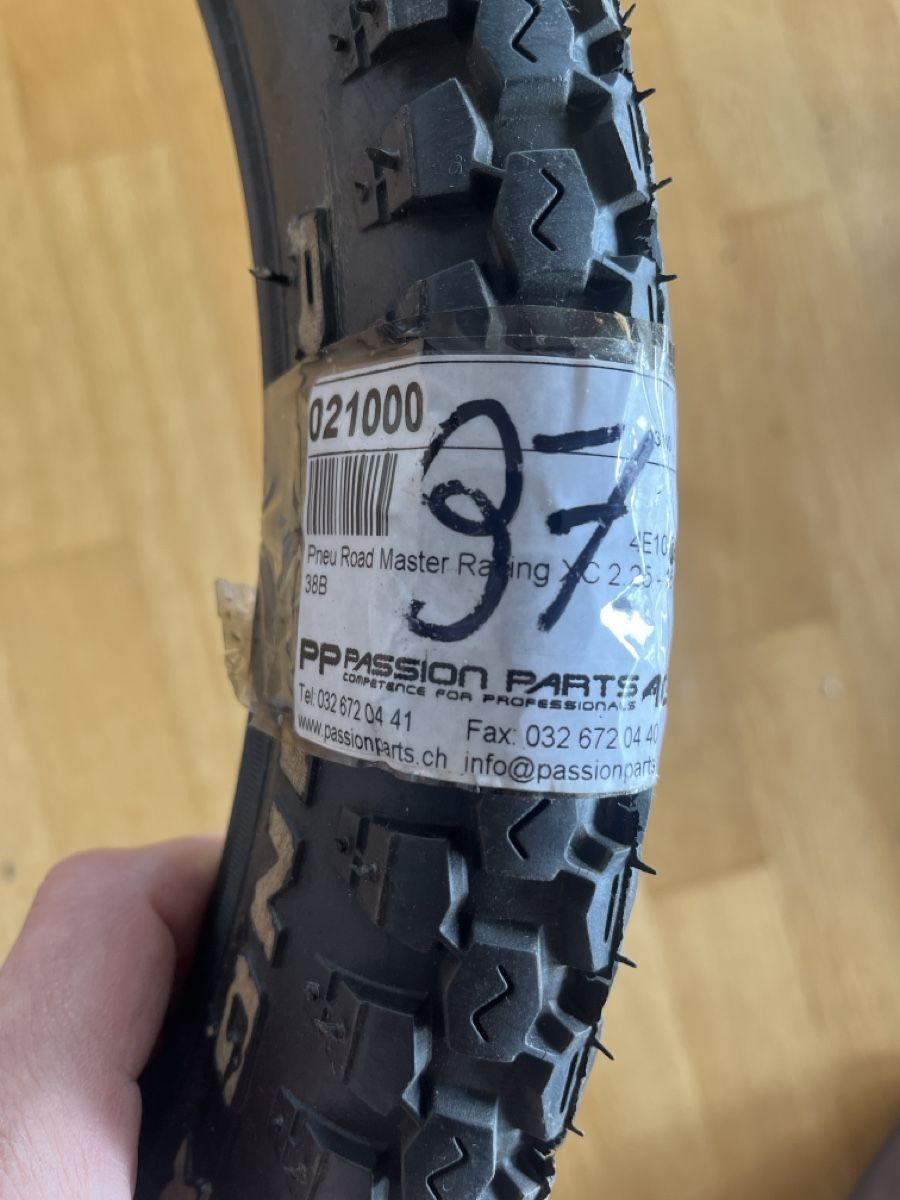 021000
97
Pneu Road Master Racing XC 2.25 -
38B
PP PASSION PARTS AG
COMPETENCE FOR PROFESSIONALS
Tel: 032 672 04 41 Fax: 032 672 04 40
www.passionparts.ch info@passionparts